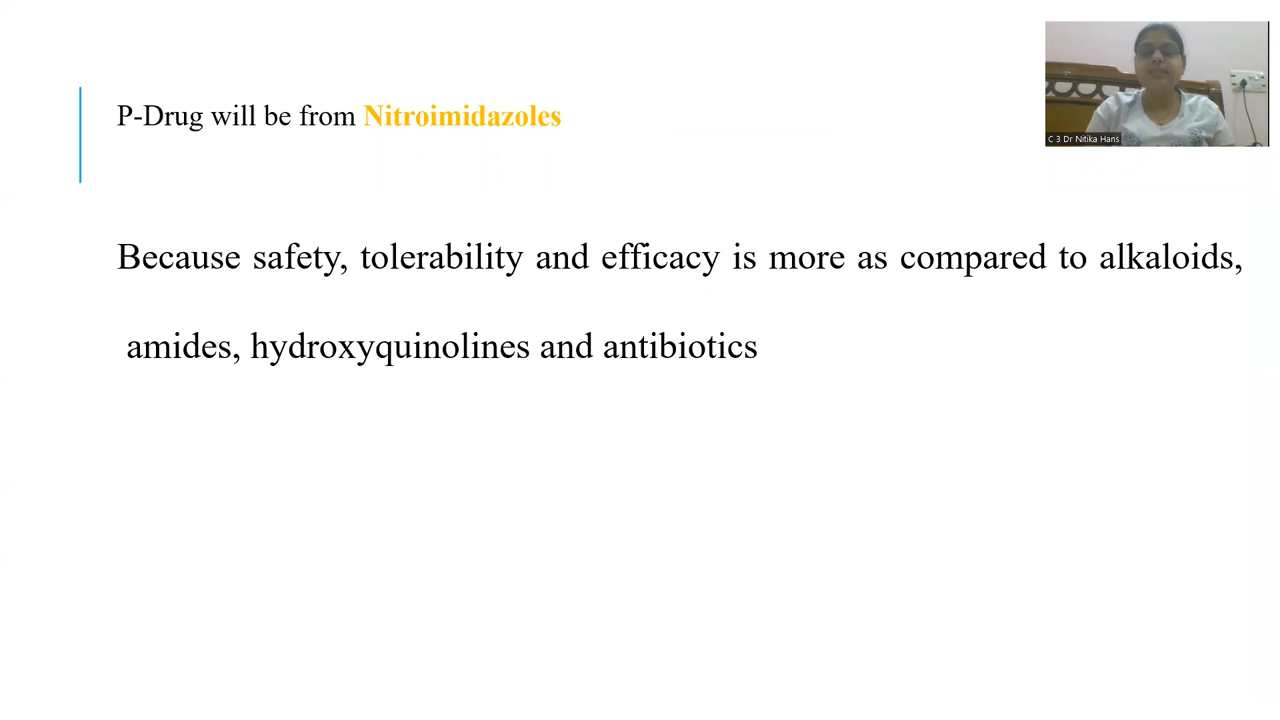 P-Drug will be from Nitroimidazoles
C 3 Dr Nitika Hans
Because safety, tolerability and efficacy is more as compared to alkaloids,
amides, hydroxyquinolines and antibiotics